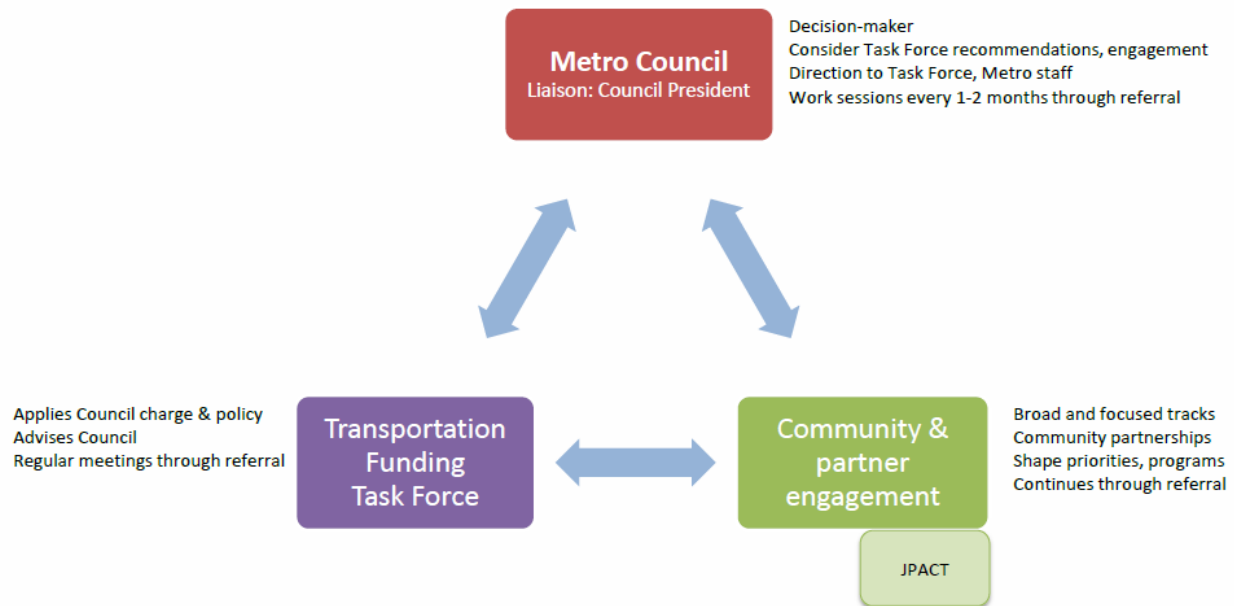 Metro Council
Liaison: Council President
Decision-maker
Consider Task Force recommendations, engagement
Direction to Task Force, Metro staff
Work sessions every 1-2 months through referral
Applies Council charge & policy
Advises Council
Regular meetings through referral
Transportation
Funding
Task Force
Community &
partner
engagement
Broad and focused tracks
Community partnerships
Shape priorities, programs
Continues through referral
JPACT